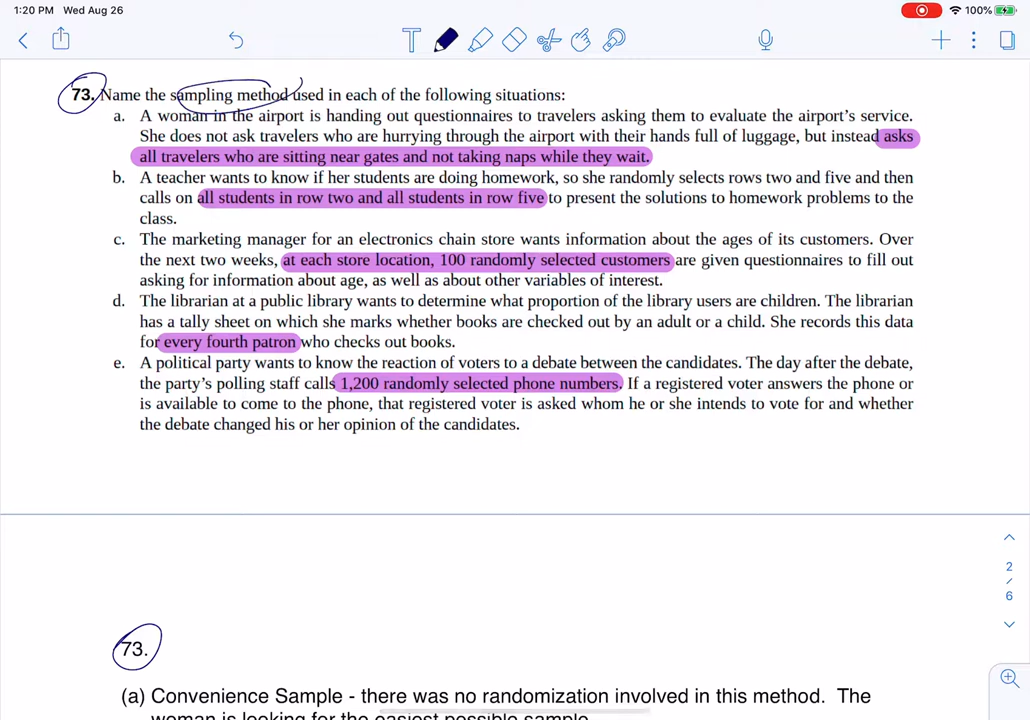 1:20 PM Wed Aug 26
100%
T
73. Name the sampling method used in each of the following situations:
a. A woman in the airport is handing out questionnaires to travelers asking them to evaluate the airport's service.
She does not ask travelers who are hurrying through the airport with their hands full of luggage, but instead asks
all travelers who are sitting near gates and not taking naps while they wait.
b. A teacher wants to know if her students are doing homework, so she randomly selects rows two and five and then
calls on all students in row two and all students in row five to present the solutions to homework problems to the
class.
c. The marketing manager for an electronics chain store wants information about the ages of its customers. Over
the next two weeks, at each store location, 100 randomly selected customers are given questionnaires to fill out
asking for information about age, as well as about other variables of interest.
d. The librarian at a public library wants to determine what proportion of the library users are children. The librarian
has a tally sheet on which she marks whether books are checked out by an adult or a child. She records this data
for every fourth patron who checks out books.
e. A political party wants to know the reaction of voters to a debate between the candidates. The day after the debate,
the party's polling staff calls 1,200 randomly selected phone numbers. If a registered voter answers the phone or
is available to come to the phone, that registered voter is asked whom he or she intends to vote for and whether
the debate changed his or her opinion of the candidates.
2
/
6
73.
(a) Convenience Sample - there was no randomization involved in this method. The
woman is looking for the easiest possible sample.